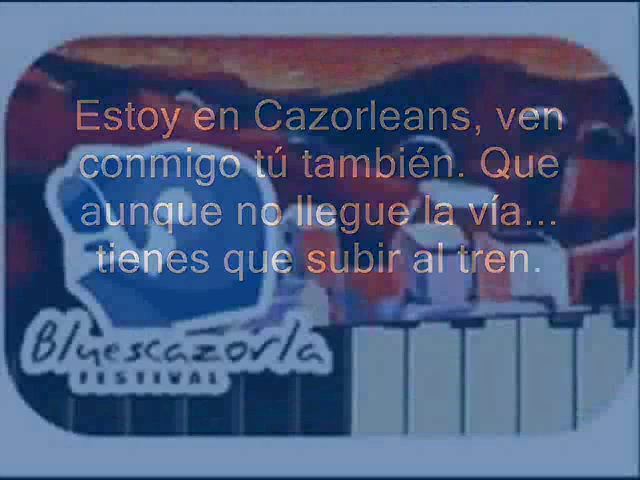 Estoy en Cazorleans, ven
conmigo tú también. Que
aunque no llegue la vía...
tienes que subir al tren.
Bluescazorla
FESTIVAL